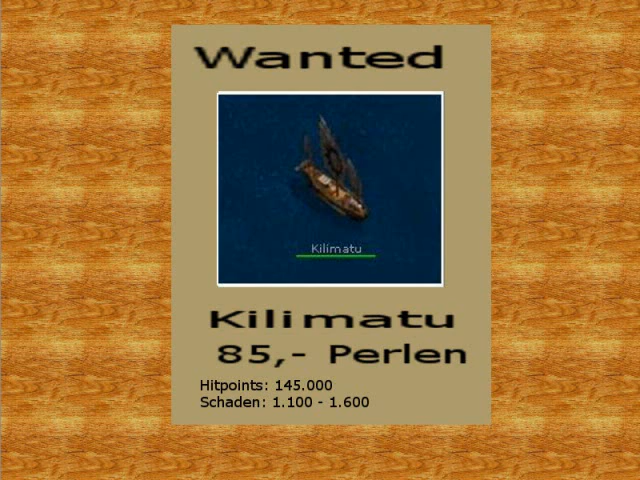 Wanted
Kilimatu
Kilimatu
85,- Perlen
Hitpoints: 145.000
Schaden: 1.100 - 1.600